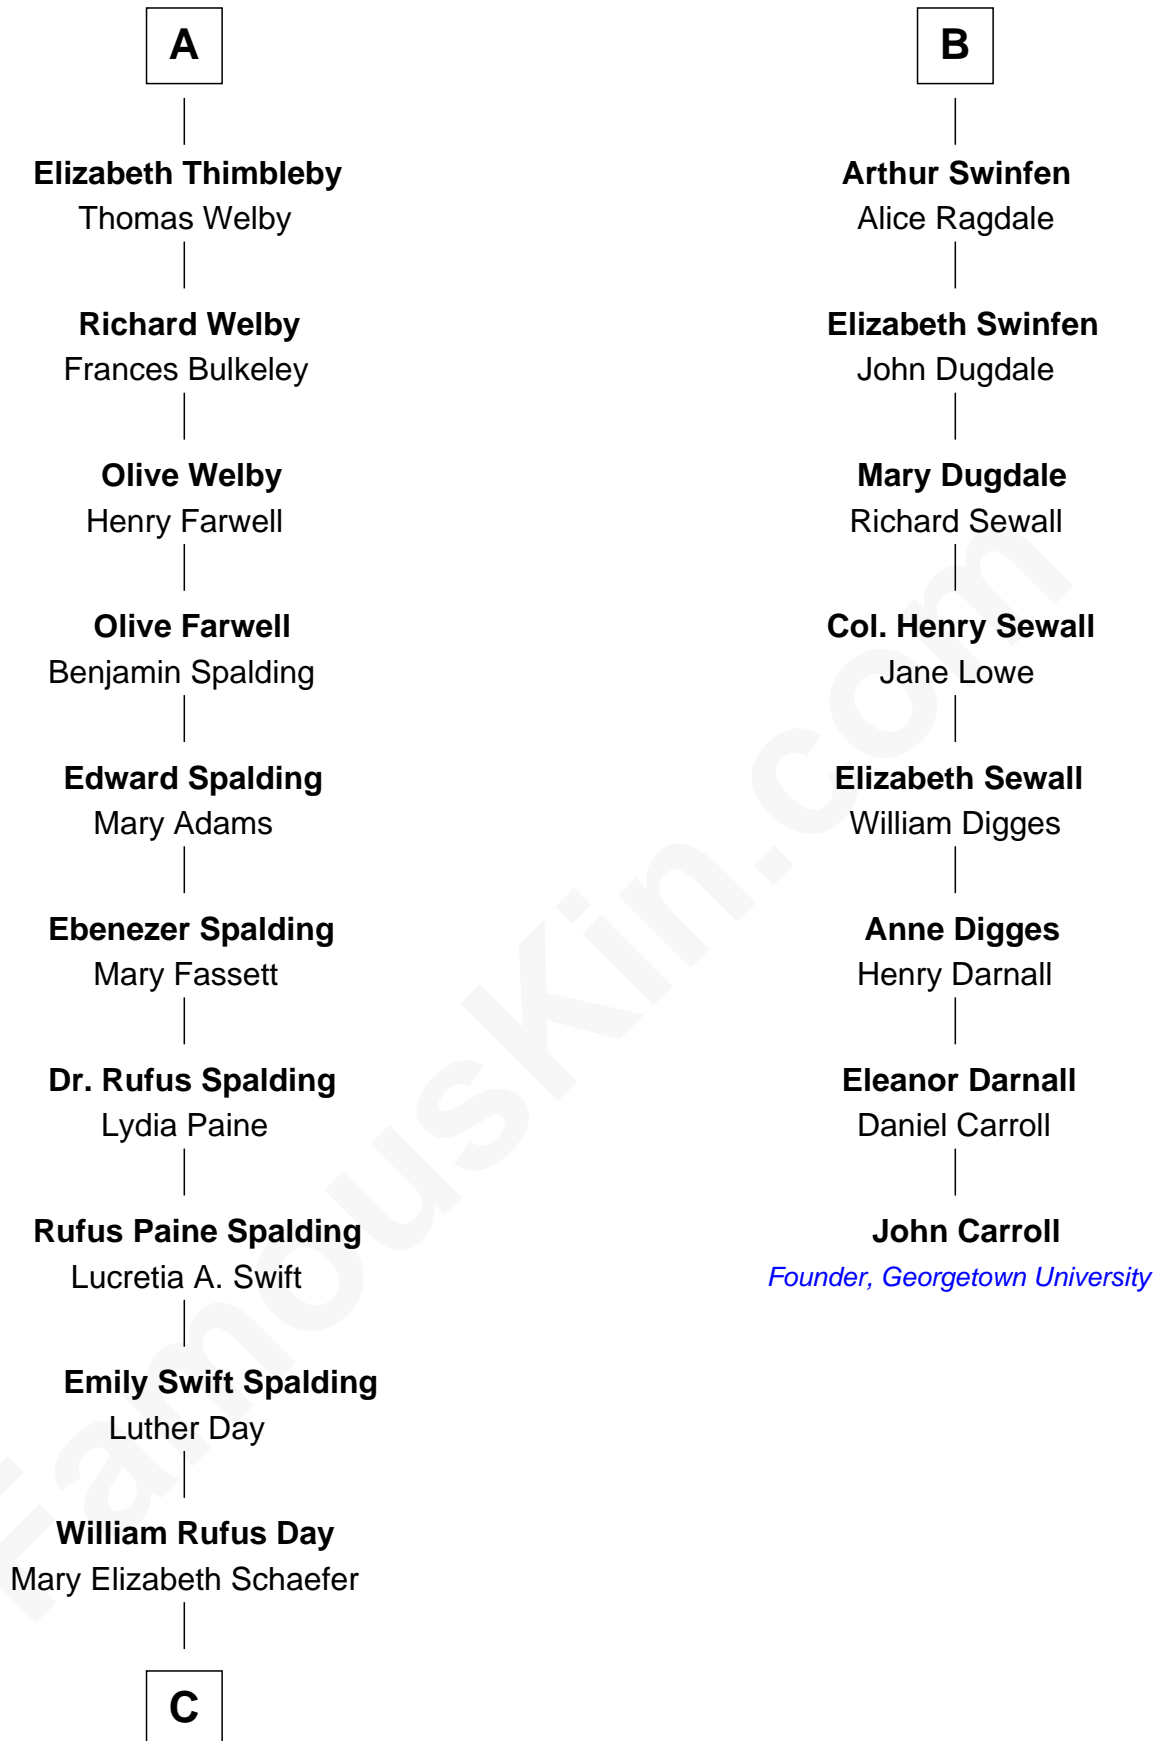 A
Elizabeth Thimbleby
Thomas Welby
Richard Welby
Frances Bulkeley
Olive Welby
Henry Farwell
Olive Farwell
Benjamin Spalding
Edward Spalding
Mary Adams
Ebenezer Spalding
Mary Fassett
Dr. Rufus Spalding
Lydia Paine
Rufus Paine Spalding
Lucretia A. Swift
Emily Swift Spalding
Luther Day
William Rufus Day
Mary Elizabeth Schaefer
C
B
Arthur Swinfen
Alice Ragdale
Elizabeth Swinfen
John Dugdale
Mary Dugdale
Richard Sewall
Col. Henry Sewall
Jane Lowe
Elizabeth Sewall
William Digges
Anne Digges
Henry Darnall
Eleanor Darnall
Daniel Carroll
John Carroll
Founder, Georgetown University
FamousKin.com